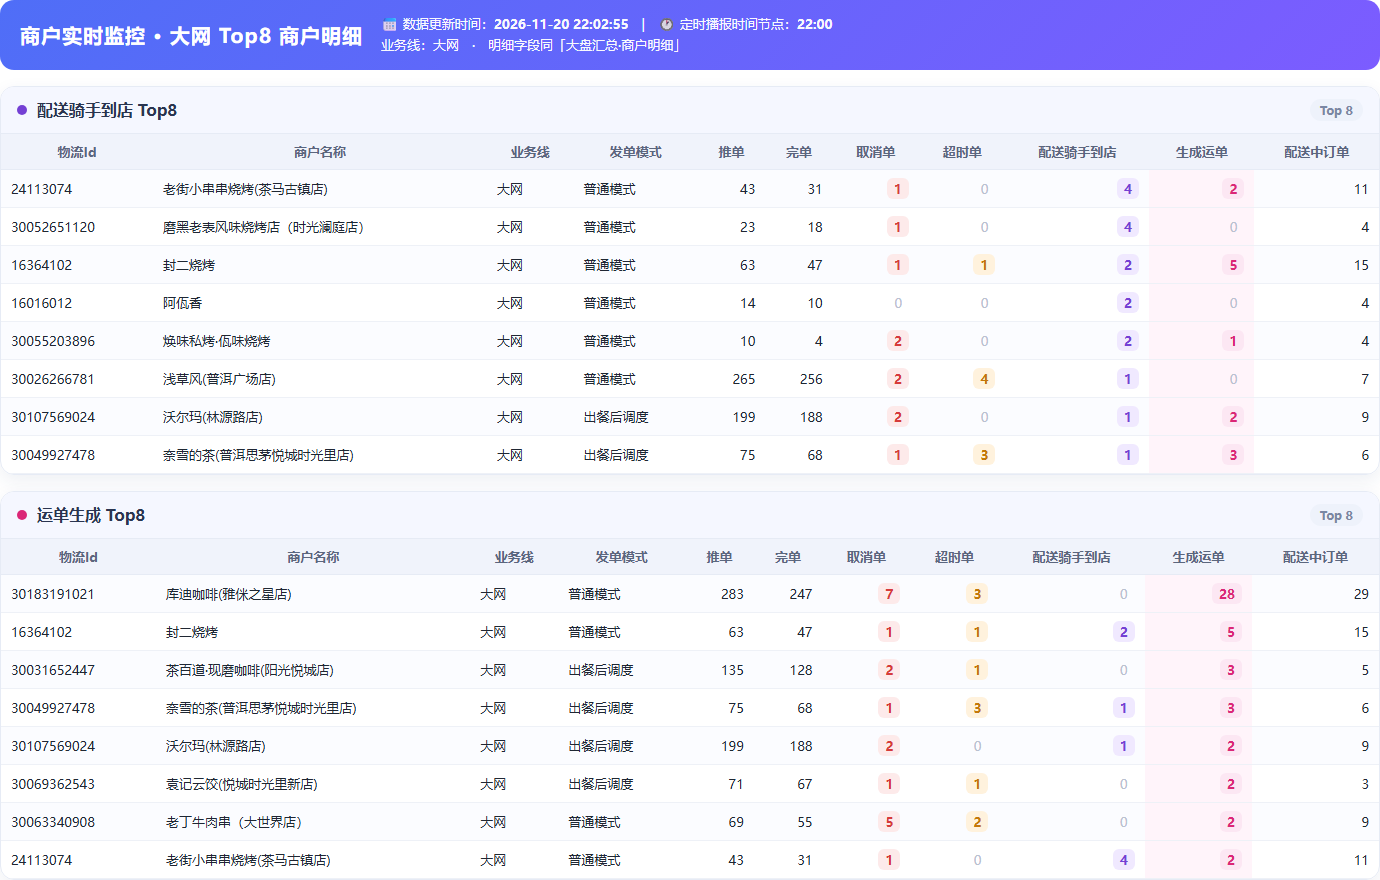 商户实时监控 • 大网 Top8 商户明细
数据更新时间：2026-11-20 22:02:55 | 定时播报时间节点：22:00
业务线：大网 · 明细字段同「大盘汇总·商户明细」
配送骑手到店 Top8 Top 8
物流Id 商户名称 业务线 发单模式 推单 完单 取消单 超时单 配送骑手到店 生成运单 配送中订单
24113074 老街小串串烧烤(茶马古镇店) 大网 普通模式 43 31 1 0 4 2 11
30052651120 磨黑老表风味烧烤店（时光澜庭店） 大网 普通模式 23 18 1 0 4 0 4
16364102 封二烧烤 大网 普通模式 63 47 1 1 2 5 15
16016012 阿佤香 大网 普通模式 14 10 0 0 2 0 4
30055203896 焕味私烤·佤味烧烤 大网 普通模式 10 4 2 0 2 1 4
30026266781 浅草风(普洱广场店) 大网 普通模式 265 256 2 4 1 0 7
30107569024 沃尔玛(林源路店) 大网 出餐后调度 199 188 2 0 1 2 9
30049927478 奈雪的茶(普洱思茅悦城时光里店) 大网 出餐后调度 75 68 1 3 1 3 6
运单生成 Top8 Top 8
物流Id 商户名称 业务线 发单模式 推单 完单 取消单 超时单 配送骑手到店 生成运单 配送中订单
30183191021 库迪咖啡(雅侎之星店) 大网 普通模式 283 247 7 3 0 28 29
16364102 封二烧烤 大网 普通模式 63 47 1 1 2 5 15
30031652447 茶百道·现磨咖啡(阳光悦城店) 大网 出餐后调度 135 128 2 1 0 3 5
30049927478 奈雪的茶(普洱思茅悦城时光里店) 大网 出餐后调度 75 68 1 3 1 3 6
30107569024 沃尔玛(林源路店) 大网 出餐后调度 199 188 2 0 1 2 9
30069362543 袁记云饺(悦城时光里新店) 大网 出餐后调度 71 67 1 1 0 2 3
30063340908 老丁牛肉串（大世界店） 大网 普通模式 69 55 5 2 0 2 9
24113074 老街小串串烧烤(茶马古镇店) 大网 普通模式 43 31 1 0 4 2 11